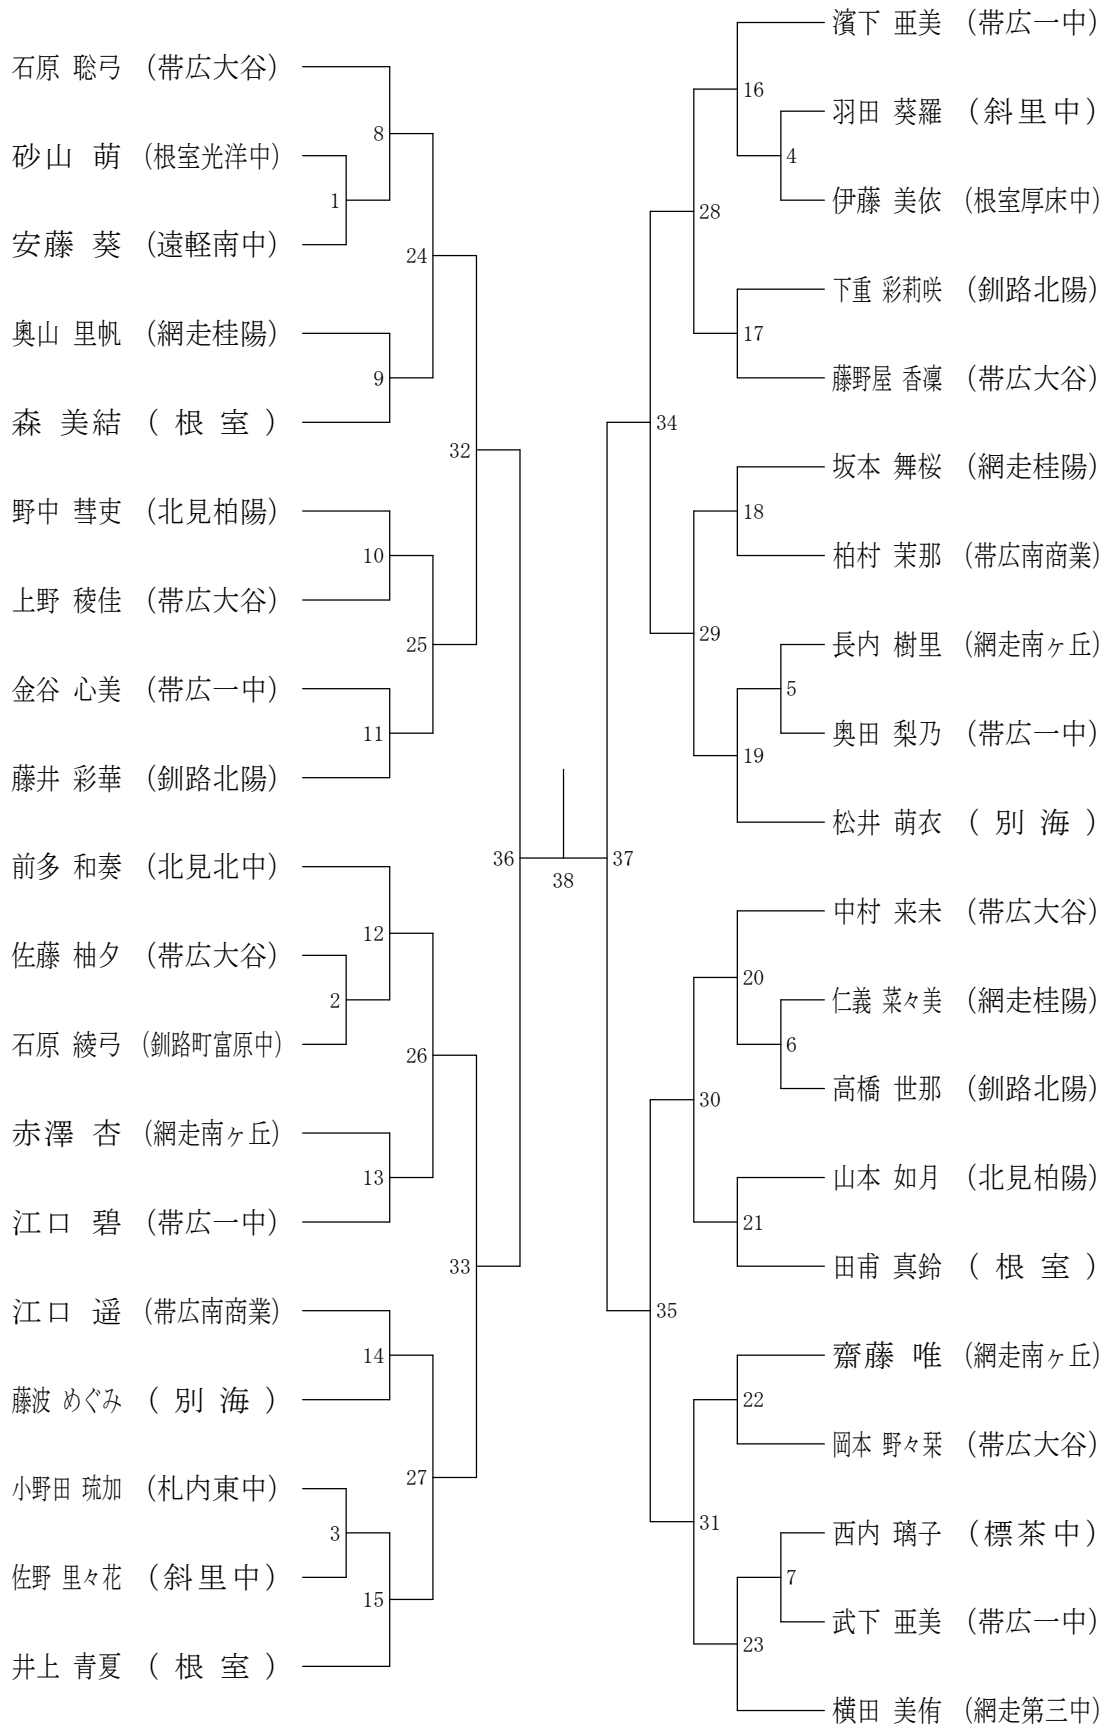 石原 聡弓 (帯広大谷)
砂山 萌 (根室光洋中)
安藤 葵 (遠軽南中)
奥山 里帆 (網走桂陽)
森 美結 ( 根 室 )
野中 彗吏 (北見柏陽)
上野 稜佳 (帯広大谷)
金谷 心美 (帯広一中)
藤井 彩華 (釧路北陽)
前多 和奏 (北見北中)
佐藤 柚夕 (帯広大谷)
石原 綾弓 (釧路町富原中)
赤澤 杏 (網走南ヶ丘)
江口 碧 (帯広一中)
江口 遥 (帯広南商業)
藤波 めぐみ ( 別 海 )
小野田 琉加 (札内東中)
佐野 里々花 (斜里中)
井上 青夏 ( 根 室 )
1
2
3
8
9
10
11
12
13
14
15
24
25
26
27
32
33
36
38
37
34
35
28
29
30
31
16
17
18
19
20
21
22
23
4
5
6
7
濱下 亜美 (帯広一中)
羽田 葵羅 (斜里中)
伊藤 美依 (根室厚床中)
下重 彩莉咲 (釧路北陽)
藤野屋 香凜 (帯広大谷)
坂本 舞桜 (網走桂陽)
柏村 茉那 (帯広南商業)
長内 樹里 (網走南ヶ丘)
奥田 梨乃 (帯広一中)
松井 萌衣 ( 別 海 )
中村 来未 (帯広大谷)
仁義 菜々美 (網走桂陽)
高橋 世那 (釧路北陽)
山本 如月 (北見柏陽)
田甫 真鈴 ( 根 室 )
齋藤 唯 (網走南ヶ丘)
岡本 野々栞 (帯広大谷)
西内 璃子 (標茶中)
武下 亜美 (帯広一中)
横田 美侑 (網走第三中)